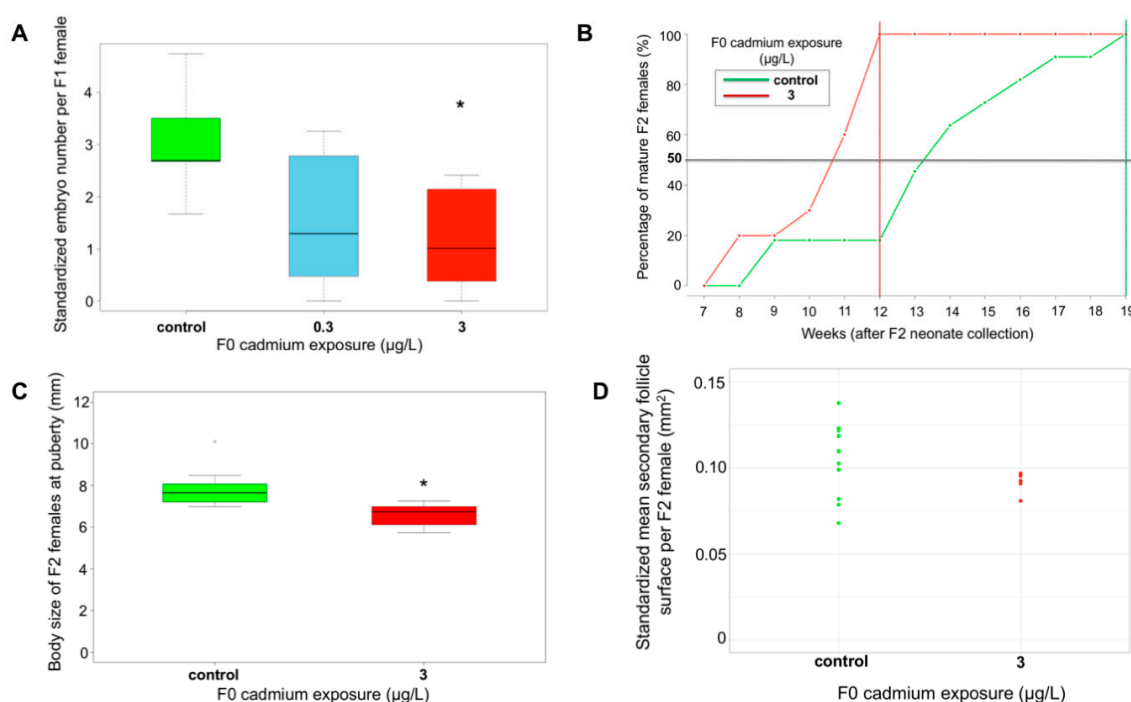 A
Standardized embryo number per F1 female
4
3
2
1
0
*
control
0.3
3
F0 cadmium exposure (µg/L)
B
Percentage of mature F2 females (%)
100
80
60
50
40
20
0
F0 cadmium exposure
(µg/L)
control
3
7 8 9 10 11 12 13 14 15 16 17 18 19
Weeks (after F2 neonate collection)
C
Body size of F2 females at puberty (mm)
12
10
8
6
4
2
0
*
control
3
F0 cadmium exposure (µg/L)
D
Standardized mean secondary follicle
surface per F2 female (mm²)
0.15
0.10
0.05
0
control
3
F0 cadmium exposure (µg/L)